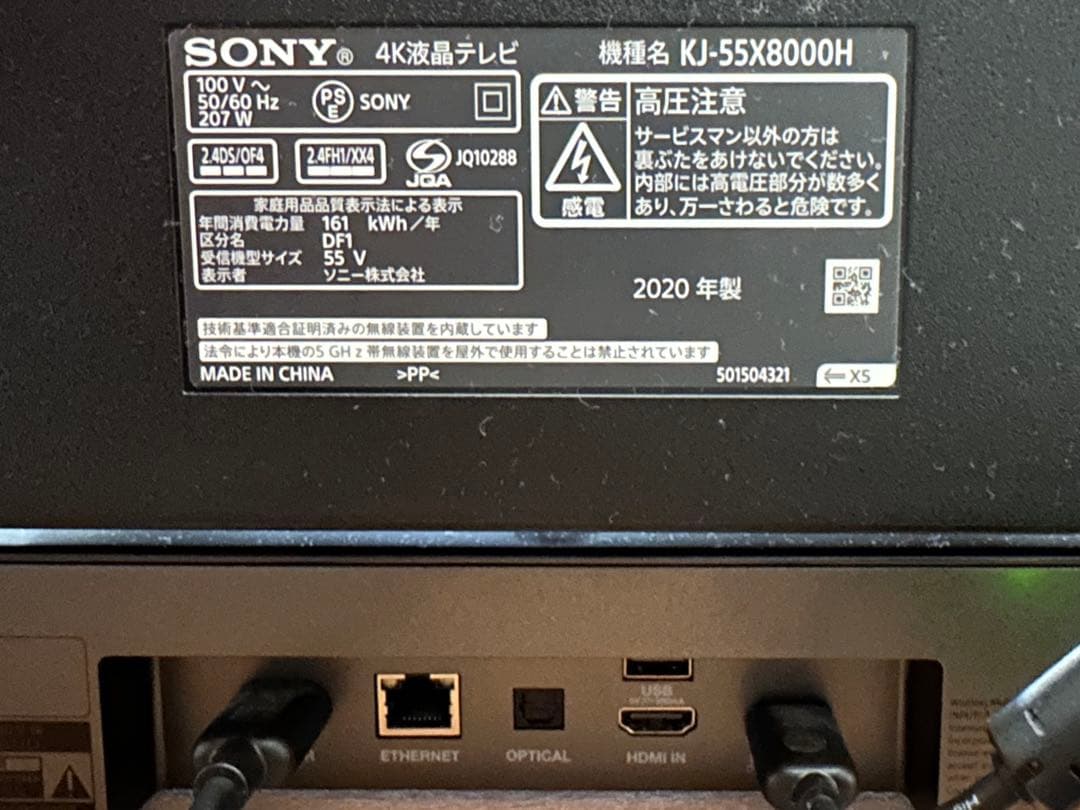 SONY® 4K液晶テレビ 機種名 KJ-55X8000H
100 V ～
50/60 Hz
207 W
PS
E
SONY
警告 高圧注意
サービスマン以外の方は
裏ぶたをあけないでください。
内部には高電圧部分が数多く
あり、万一さわると危険です。
感電
2.4DS/OF4
2.4FH1/XX4
JQA
JQ10288
家庭用品品質表示法による表示
年間消費電力量 161 kWh／年
区分名 DF1
受信機型サイズ 55 V
表示者 ソニー株式会社
2020 年製
技術基準適合証明済みの無線装置を内蔵しています
法令により本機の5 GHz 帯無線装置を屋外で使用することは禁止されています
MADE IN CHINA >PP< 501504321 X5
USB
ETHERNET OPTICAL HDMI IN